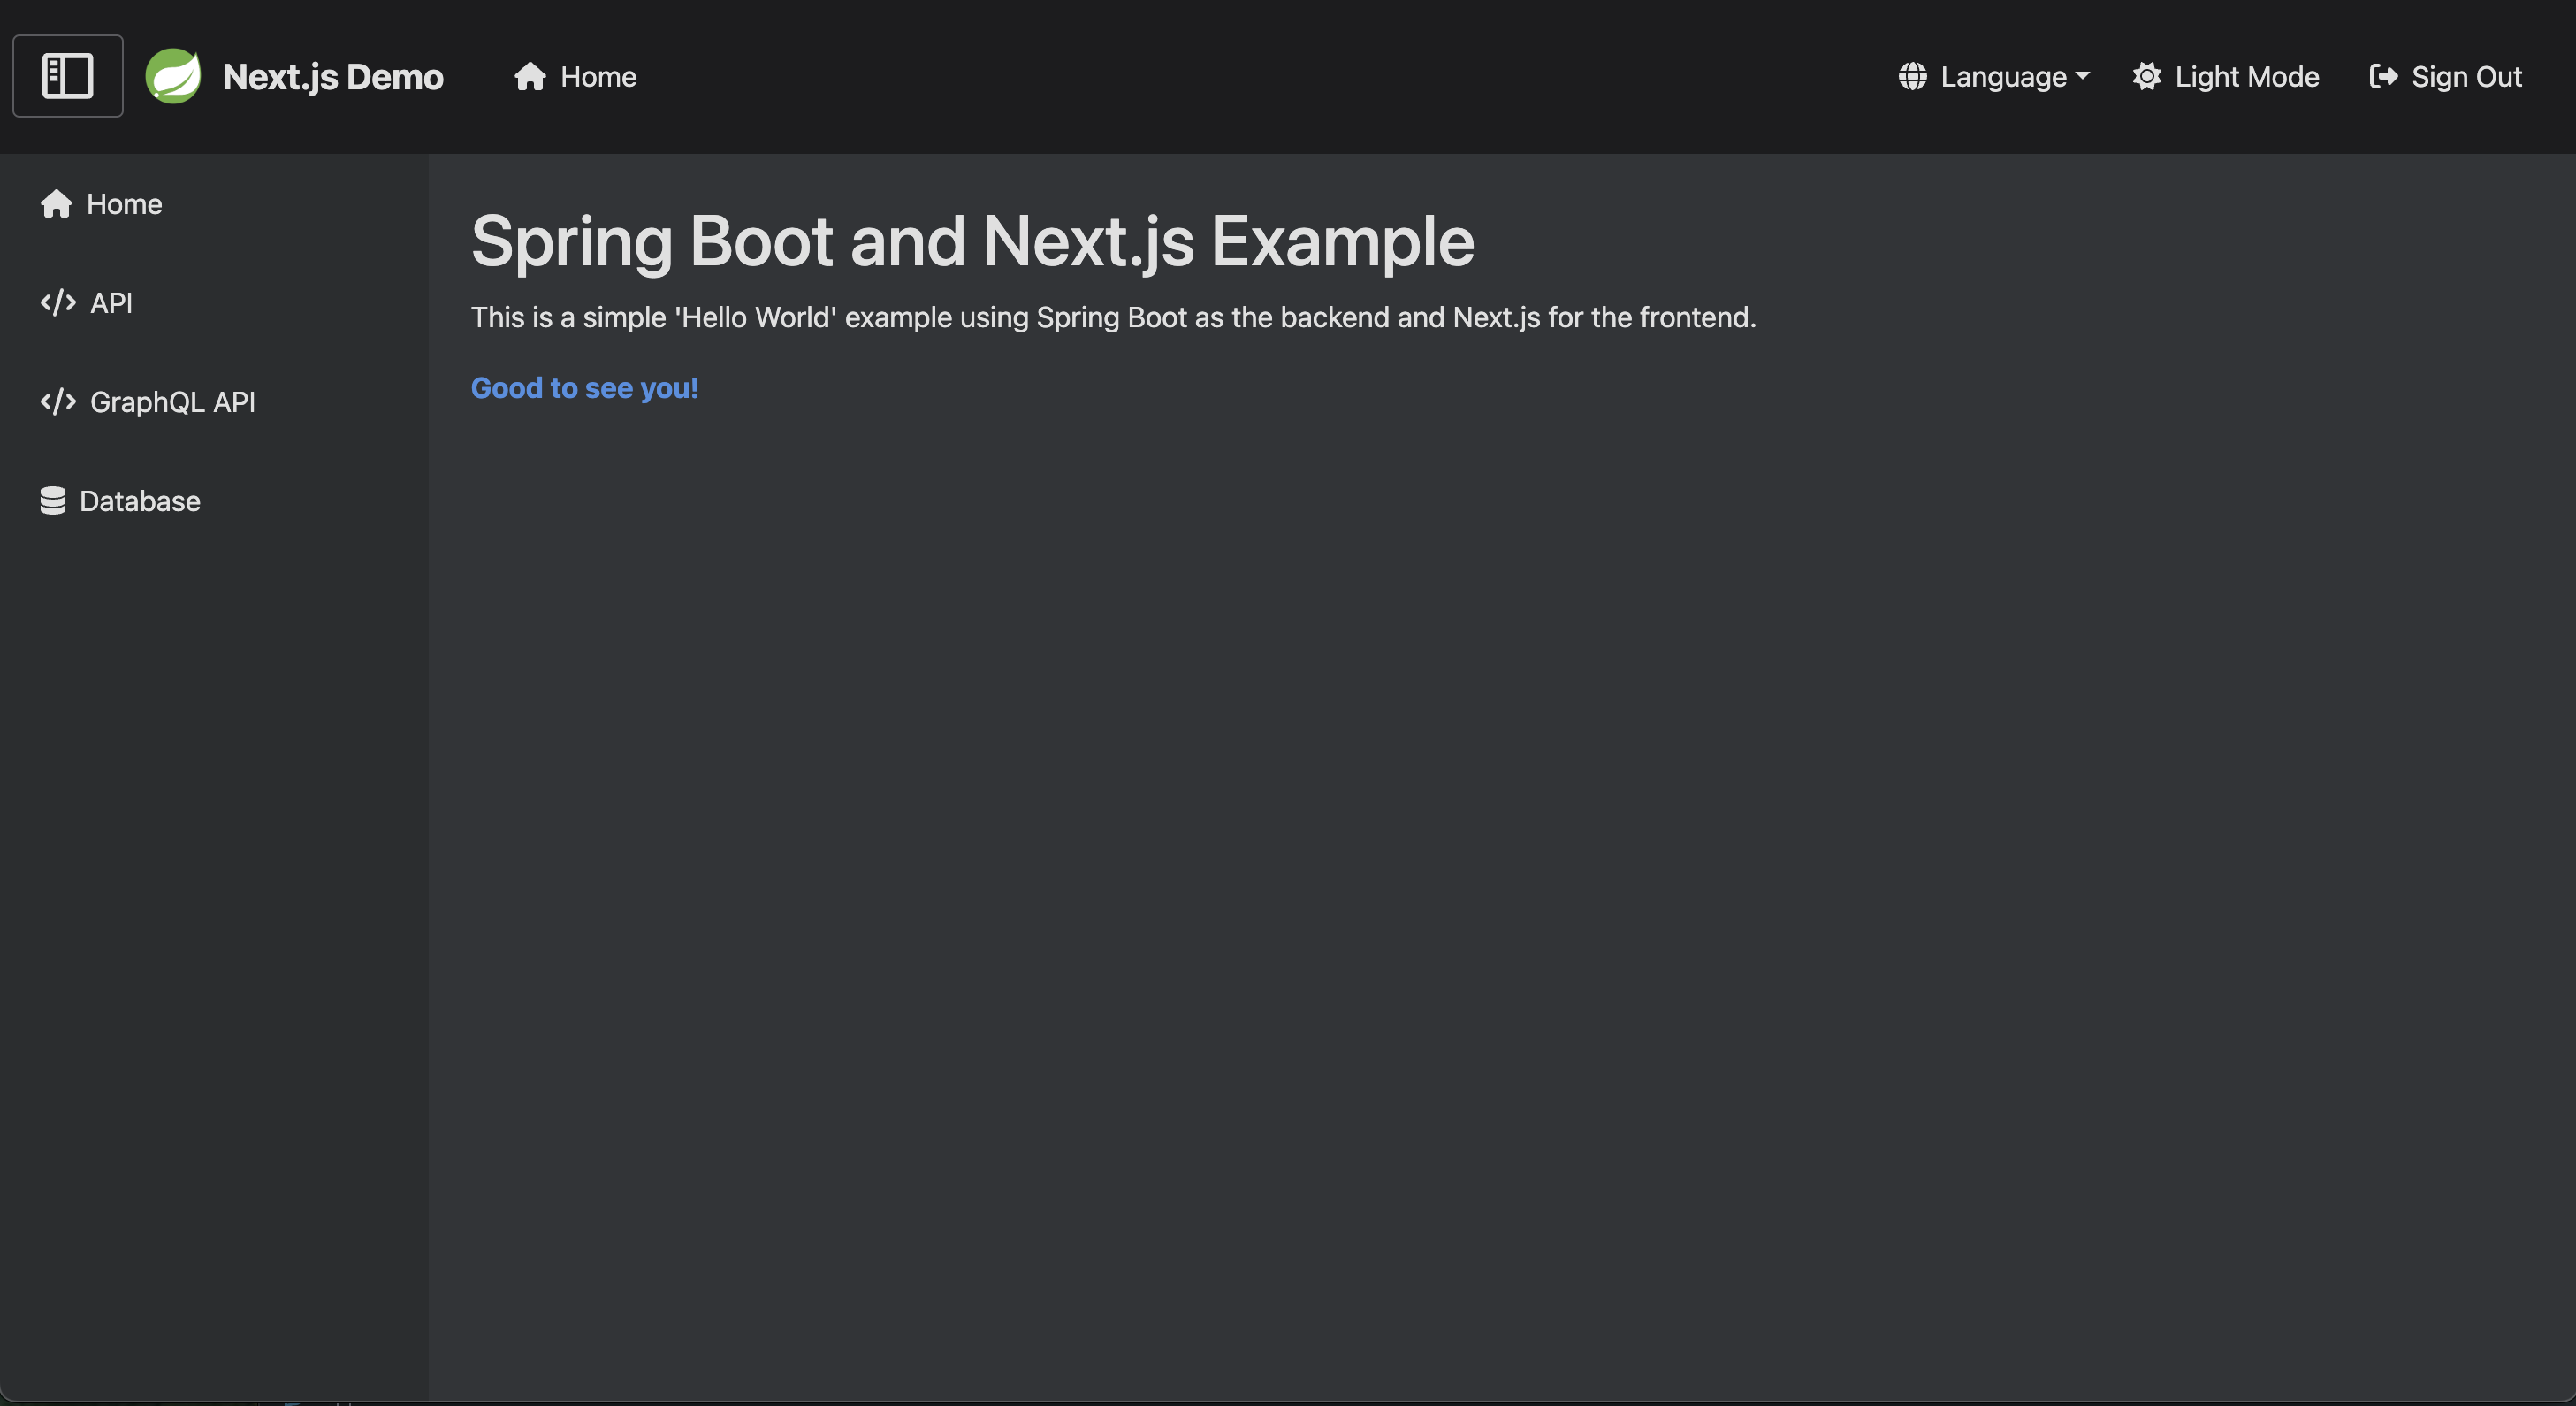 Next.js Demo
Home
Language
Light Mode
Sign Out
Home
API
GraphQL API
Database
Spring Boot and Next.js Example
This is a simple 'Hello World' example using Spring Boot as the backend and Next.js for the frontend.
Good to see you!